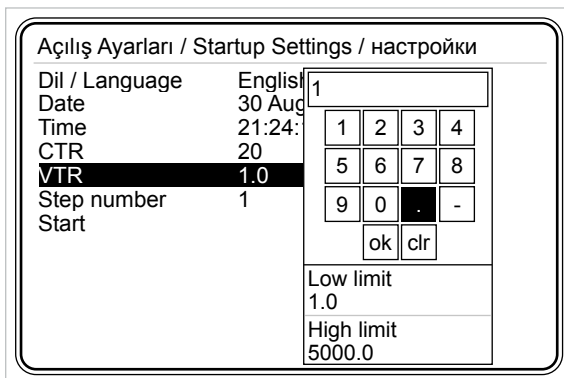 Açılış Ayarları / Startup Settings / настройки
Dil / Language English
Date 30 Aug
Time 21:24:
CTR 20
VTR 1.0
Step number 1
Start
1
1 2 3 4
5 6 7 8
9 0 . -
ok clr
Low limit
1.0
High limit
5000.0